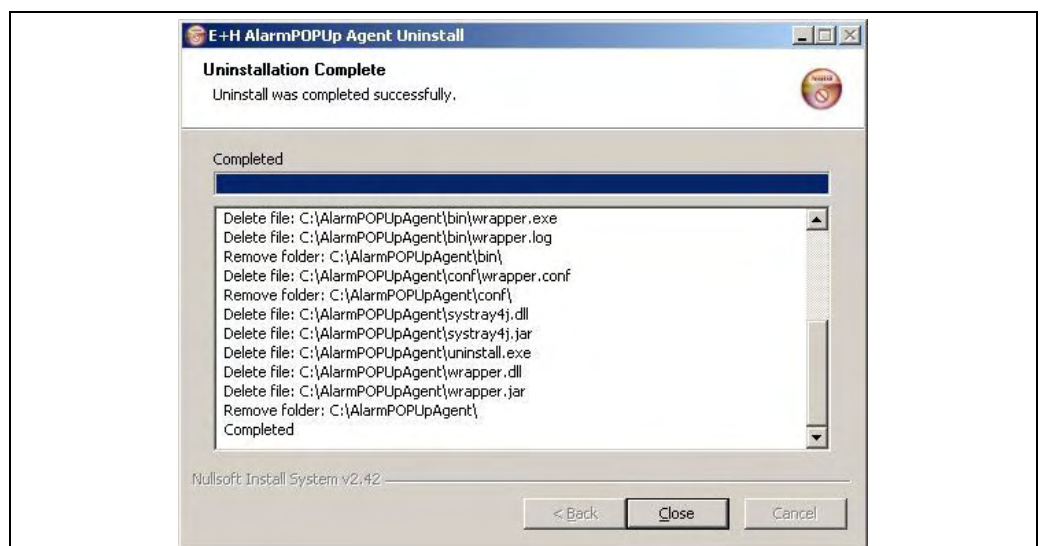 E+H AlarmPOPUp Agent Uninstall
Uninstallation Complete
Uninstall was completed successfully.
Completed
Delete file: C:\AlarmPOPUpAgent\bin\wrapper.exe
Delete file: C:\AlarmPOPUpAgent\bin\wrapper.log
Remove folder: C:\AlarmPOPUpAgent\bin\
Delete file: C:\AlarmPOPUpAgent\conf\wrapper.conf
Remove folder: C:\AlarmPOPUpAgent\conf\
Delete file: C:\AlarmPOPUpAgent\systray4j.dll
Delete file: C:\AlarmPOPUpAgent\systray4j.jar
Delete file: C:\AlarmPOPUpAgent\uninstall.exe
Delete file: C:\AlarmPOPUpAgent\wrapper.dll
Delete file: C:\AlarmPOPUpAgent\wrapper.jar
Remove folder: C:\AlarmPOPUpAgent\
Completed
Nullsoft Install System v2.42
< Back Close Cancel